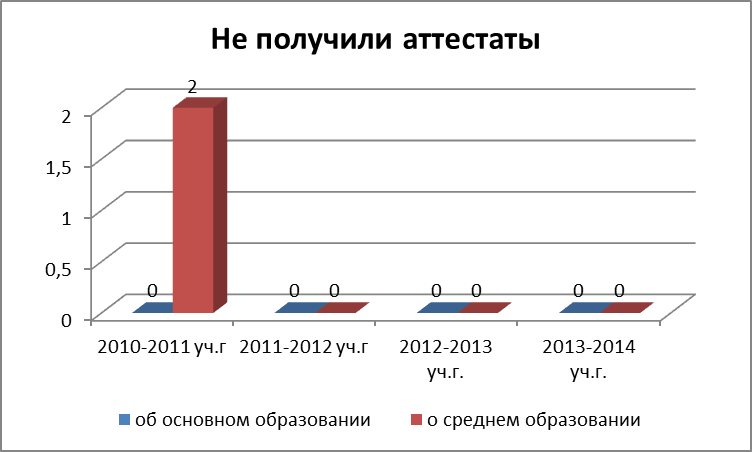 Не получили аттестаты
2
2
1,5
1
0,5
0
0 0 0 0 0 0 0
2010-2011 уч.г 2011-2012 уч.г 2012-2013 уч.г. 2013-2014 уч.г.
об основном образовании о среднем образовании